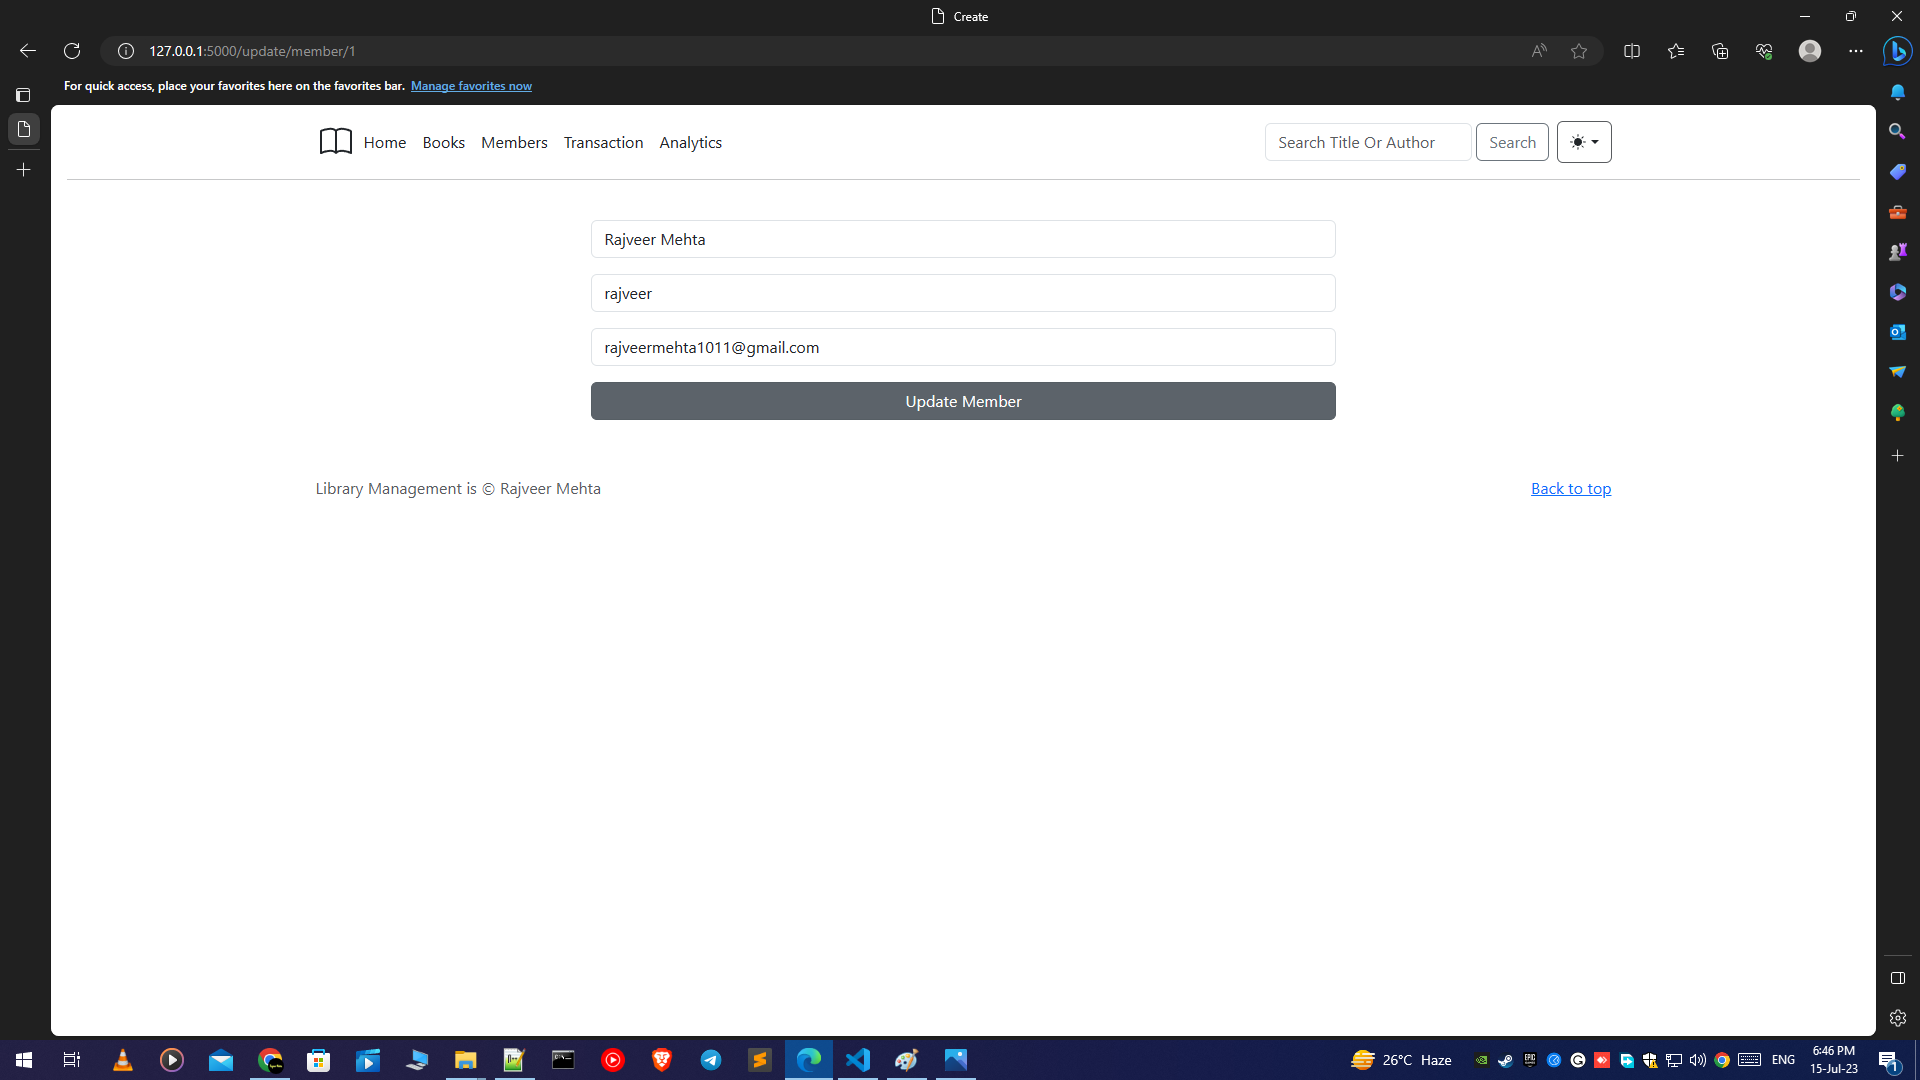 Create
127.0.0.1:5000/update/member/1
For quick access, place your favorites here on the favorites bar. Manage favorites now
Home Books Members Transaction Analytics Search Title Or Author Search
Rajveer Mehta
rajveer
rajveermehta1011@gmail.com
Update Member
Library Management is © Rajveer Mehta Back to top
26°C Haze ENG 6:46 PM
15-Jul-23 1